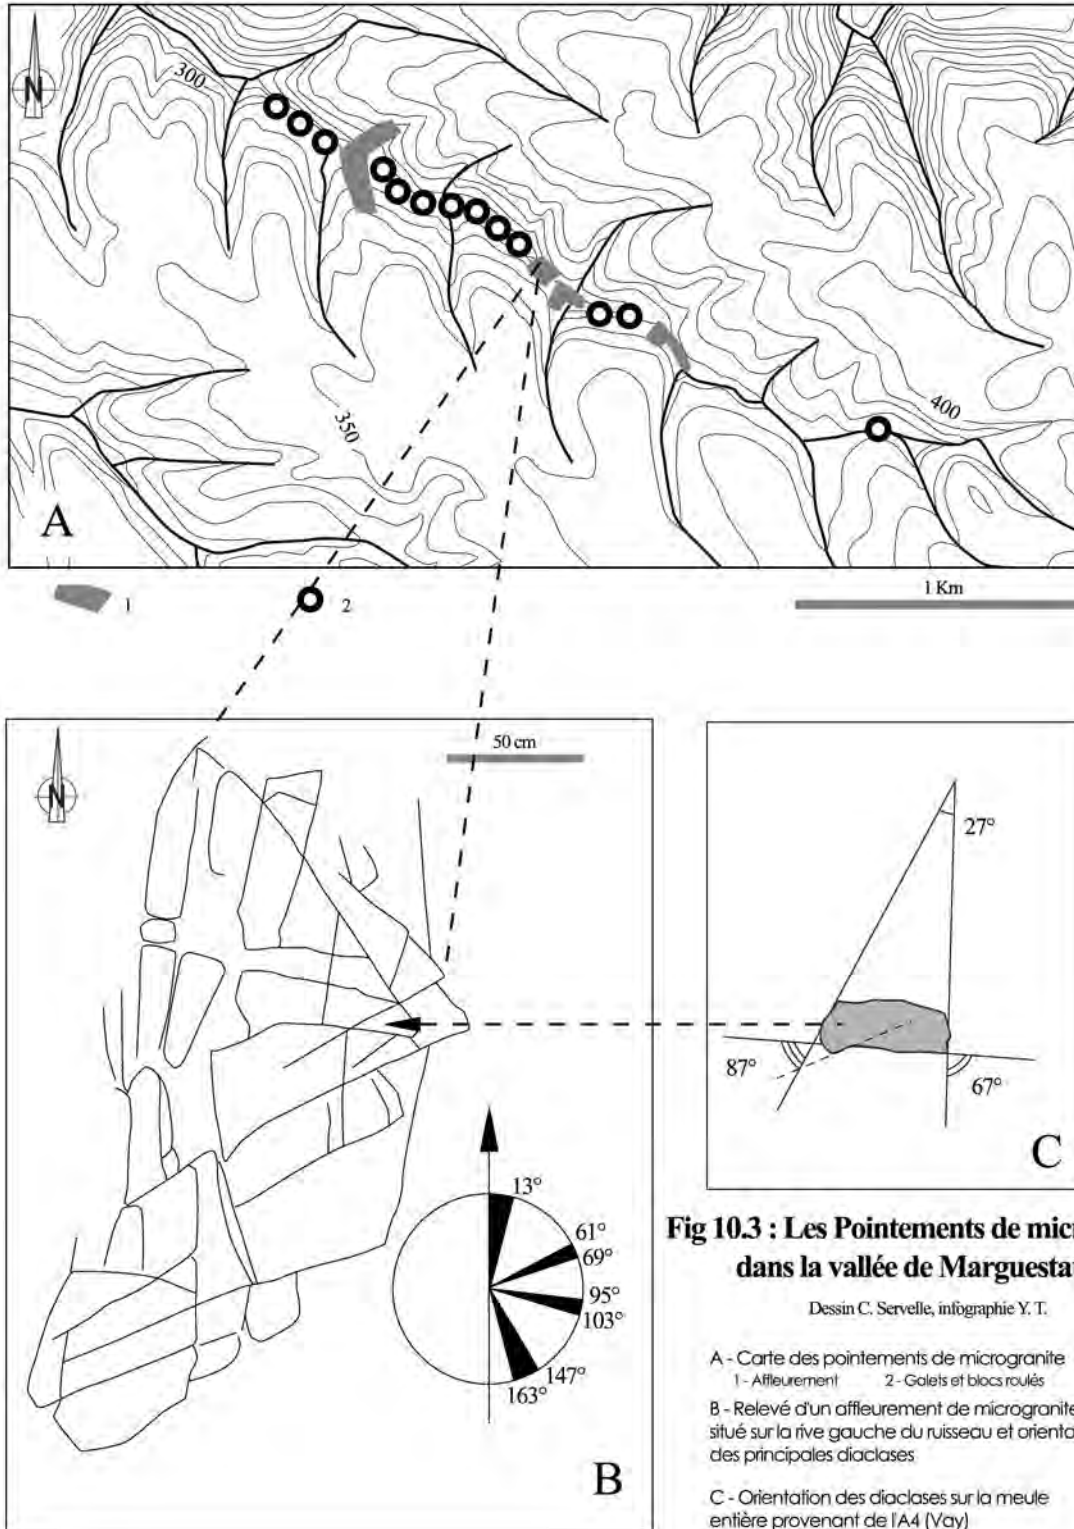 N
300
350
400
A
1
2
1 Km
N
50 cm
13°
61°
69°
95°
103°
147°
163°
B
27°
87°
67°
C
Fig 10.3 : Les Pointements de
dans la vallée de
Dessin C. Servelle, infographie Y. T.
A - Carte des pointements de microgranite
1 - Affleurement 2 - Galets et blocs roulés
B - Relevé d'un affleurement de microgranite
situé sur la rive gauche du ruisseau et
des principales diaclases
C - Orientation des diaclases sur la meule
entière provenant de l'A4 (Vay)